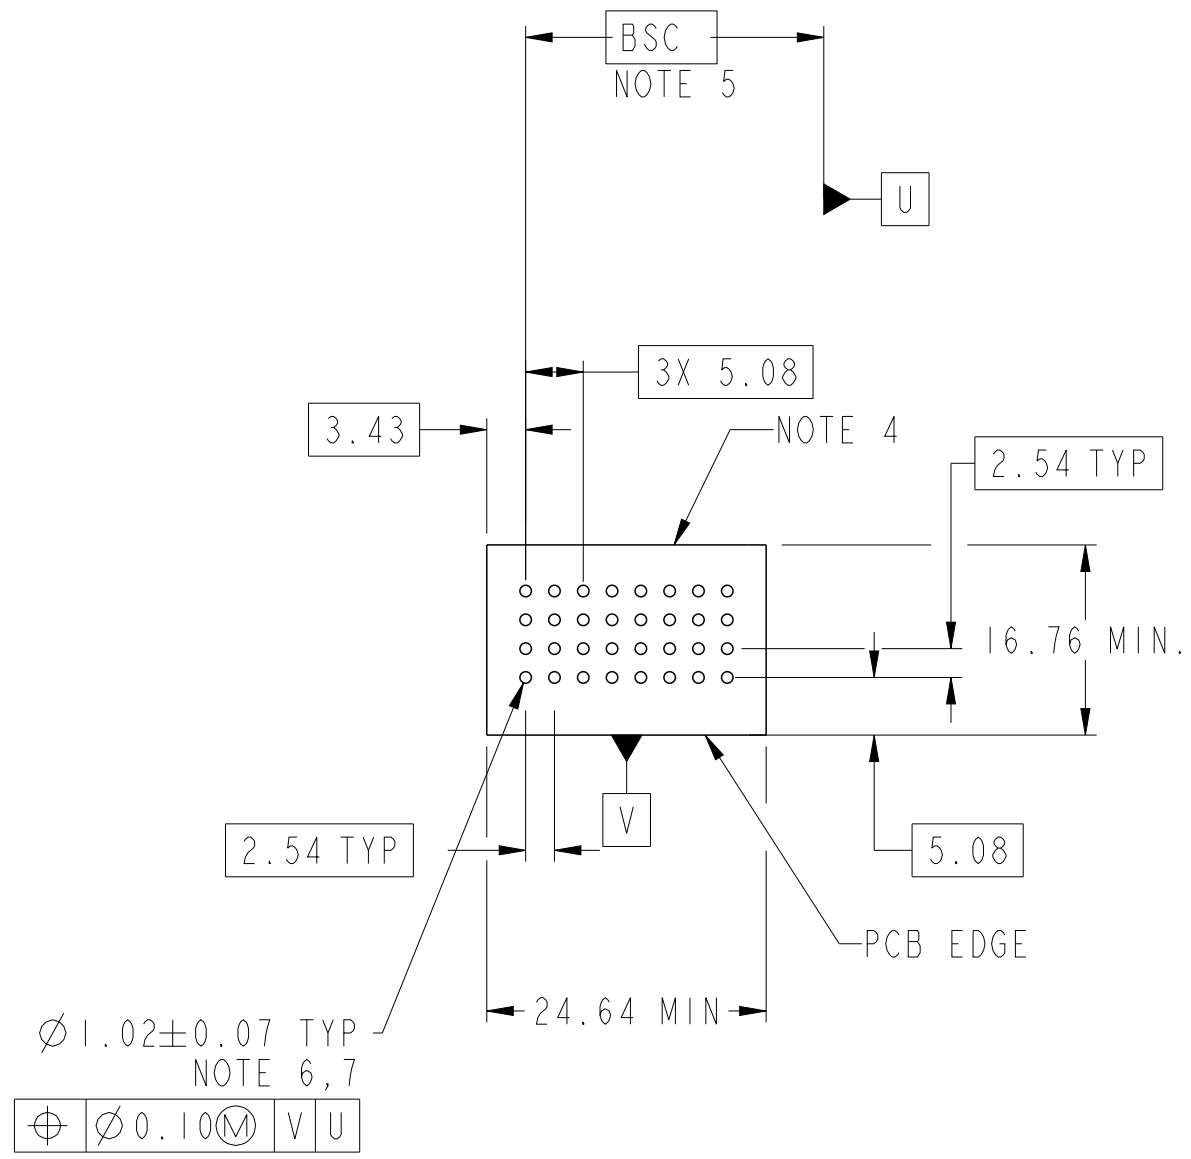 BSC
NOTE 5
U
3X 5.08
3.43
NOTE 4
2.54 TYP
16.76 MIN.
V
2.54 TYP
5.08
PCB EDGE
24.64 MIN
Ø1.02±0.07 TYP
NOTE 6,7
⌖ Ø0.10Ⓜ V U